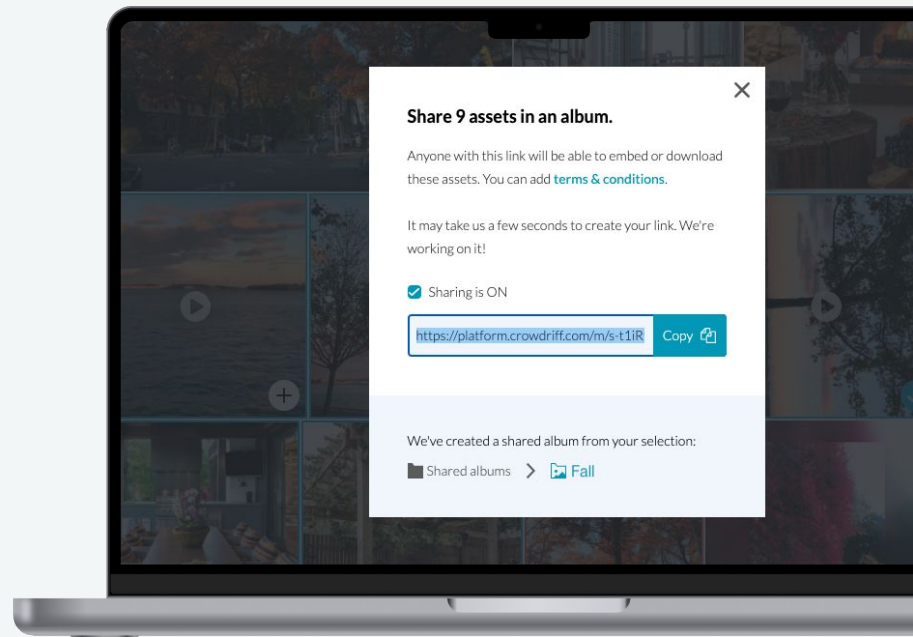 Share 9 assets in an album.
Anyone with this link will be able to embed or download
these assets. You can add terms & conditions.
It may take us a few seconds to create your link. We're
working on it!
Sharing is ON
https://platform.crowdriff.com/m/s-t1iR
Copy
We've created a shared album from your selection:
Shared albums > Fall